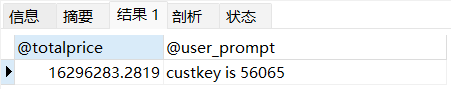 信息 摘要 结果 1 剖析 状态
@totalprice @user_prompt
16296283.2819 custkey is 56065